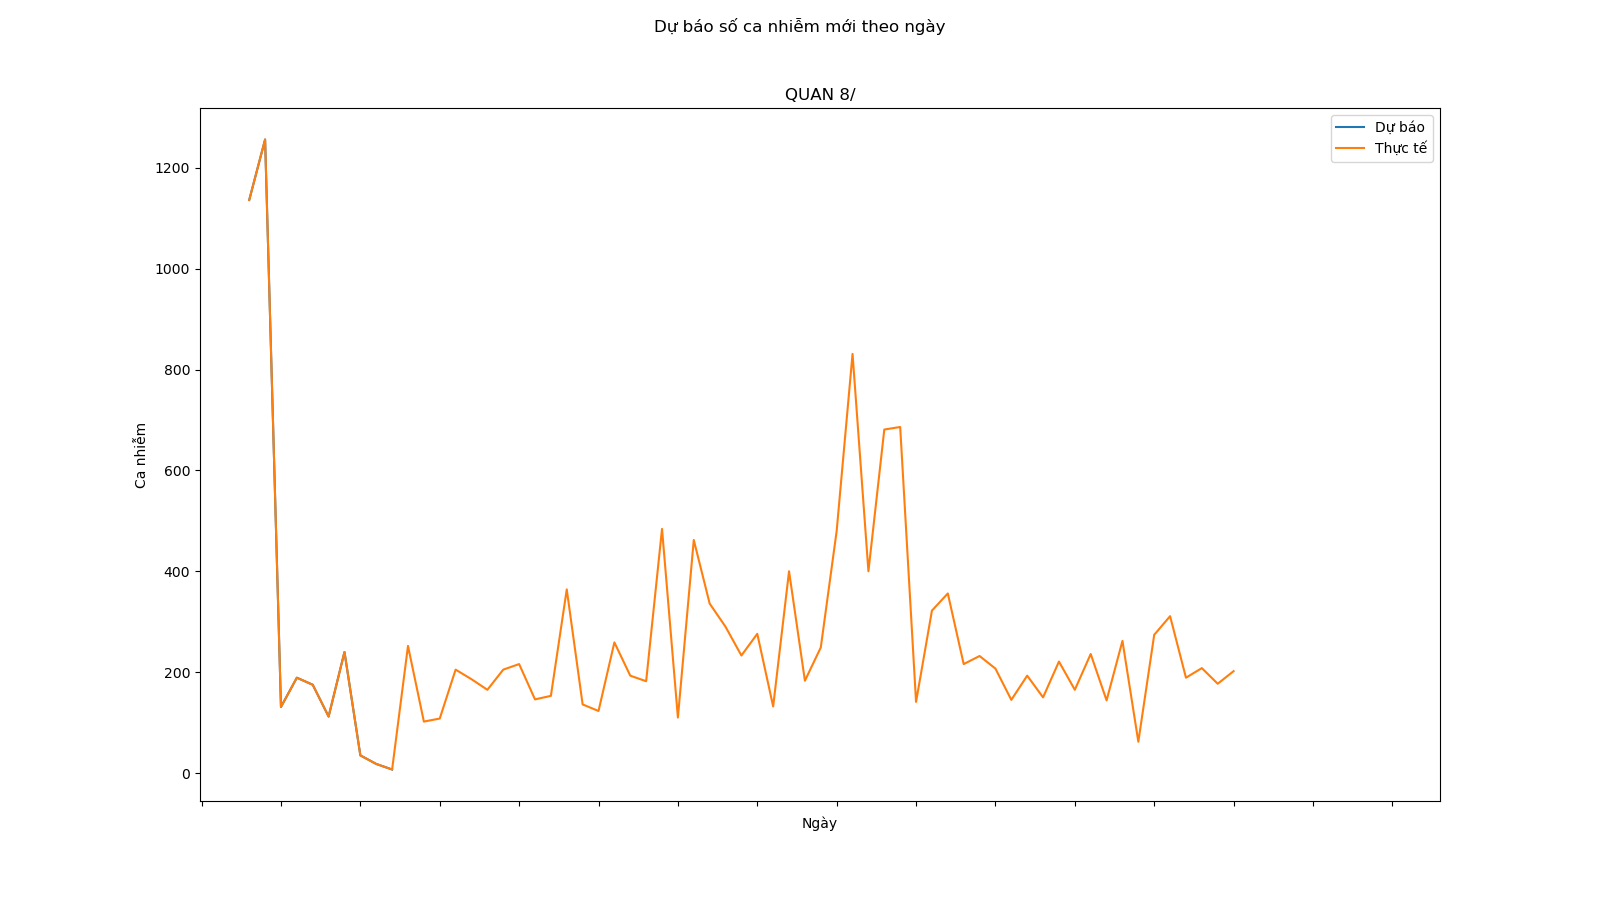 Dự báo số ca nhiễm mới theo ngày
QUAN 8/
Dự báo
Thực tế
1200
1000
800
600
400
200
0
Ca nhiễm
Ngày